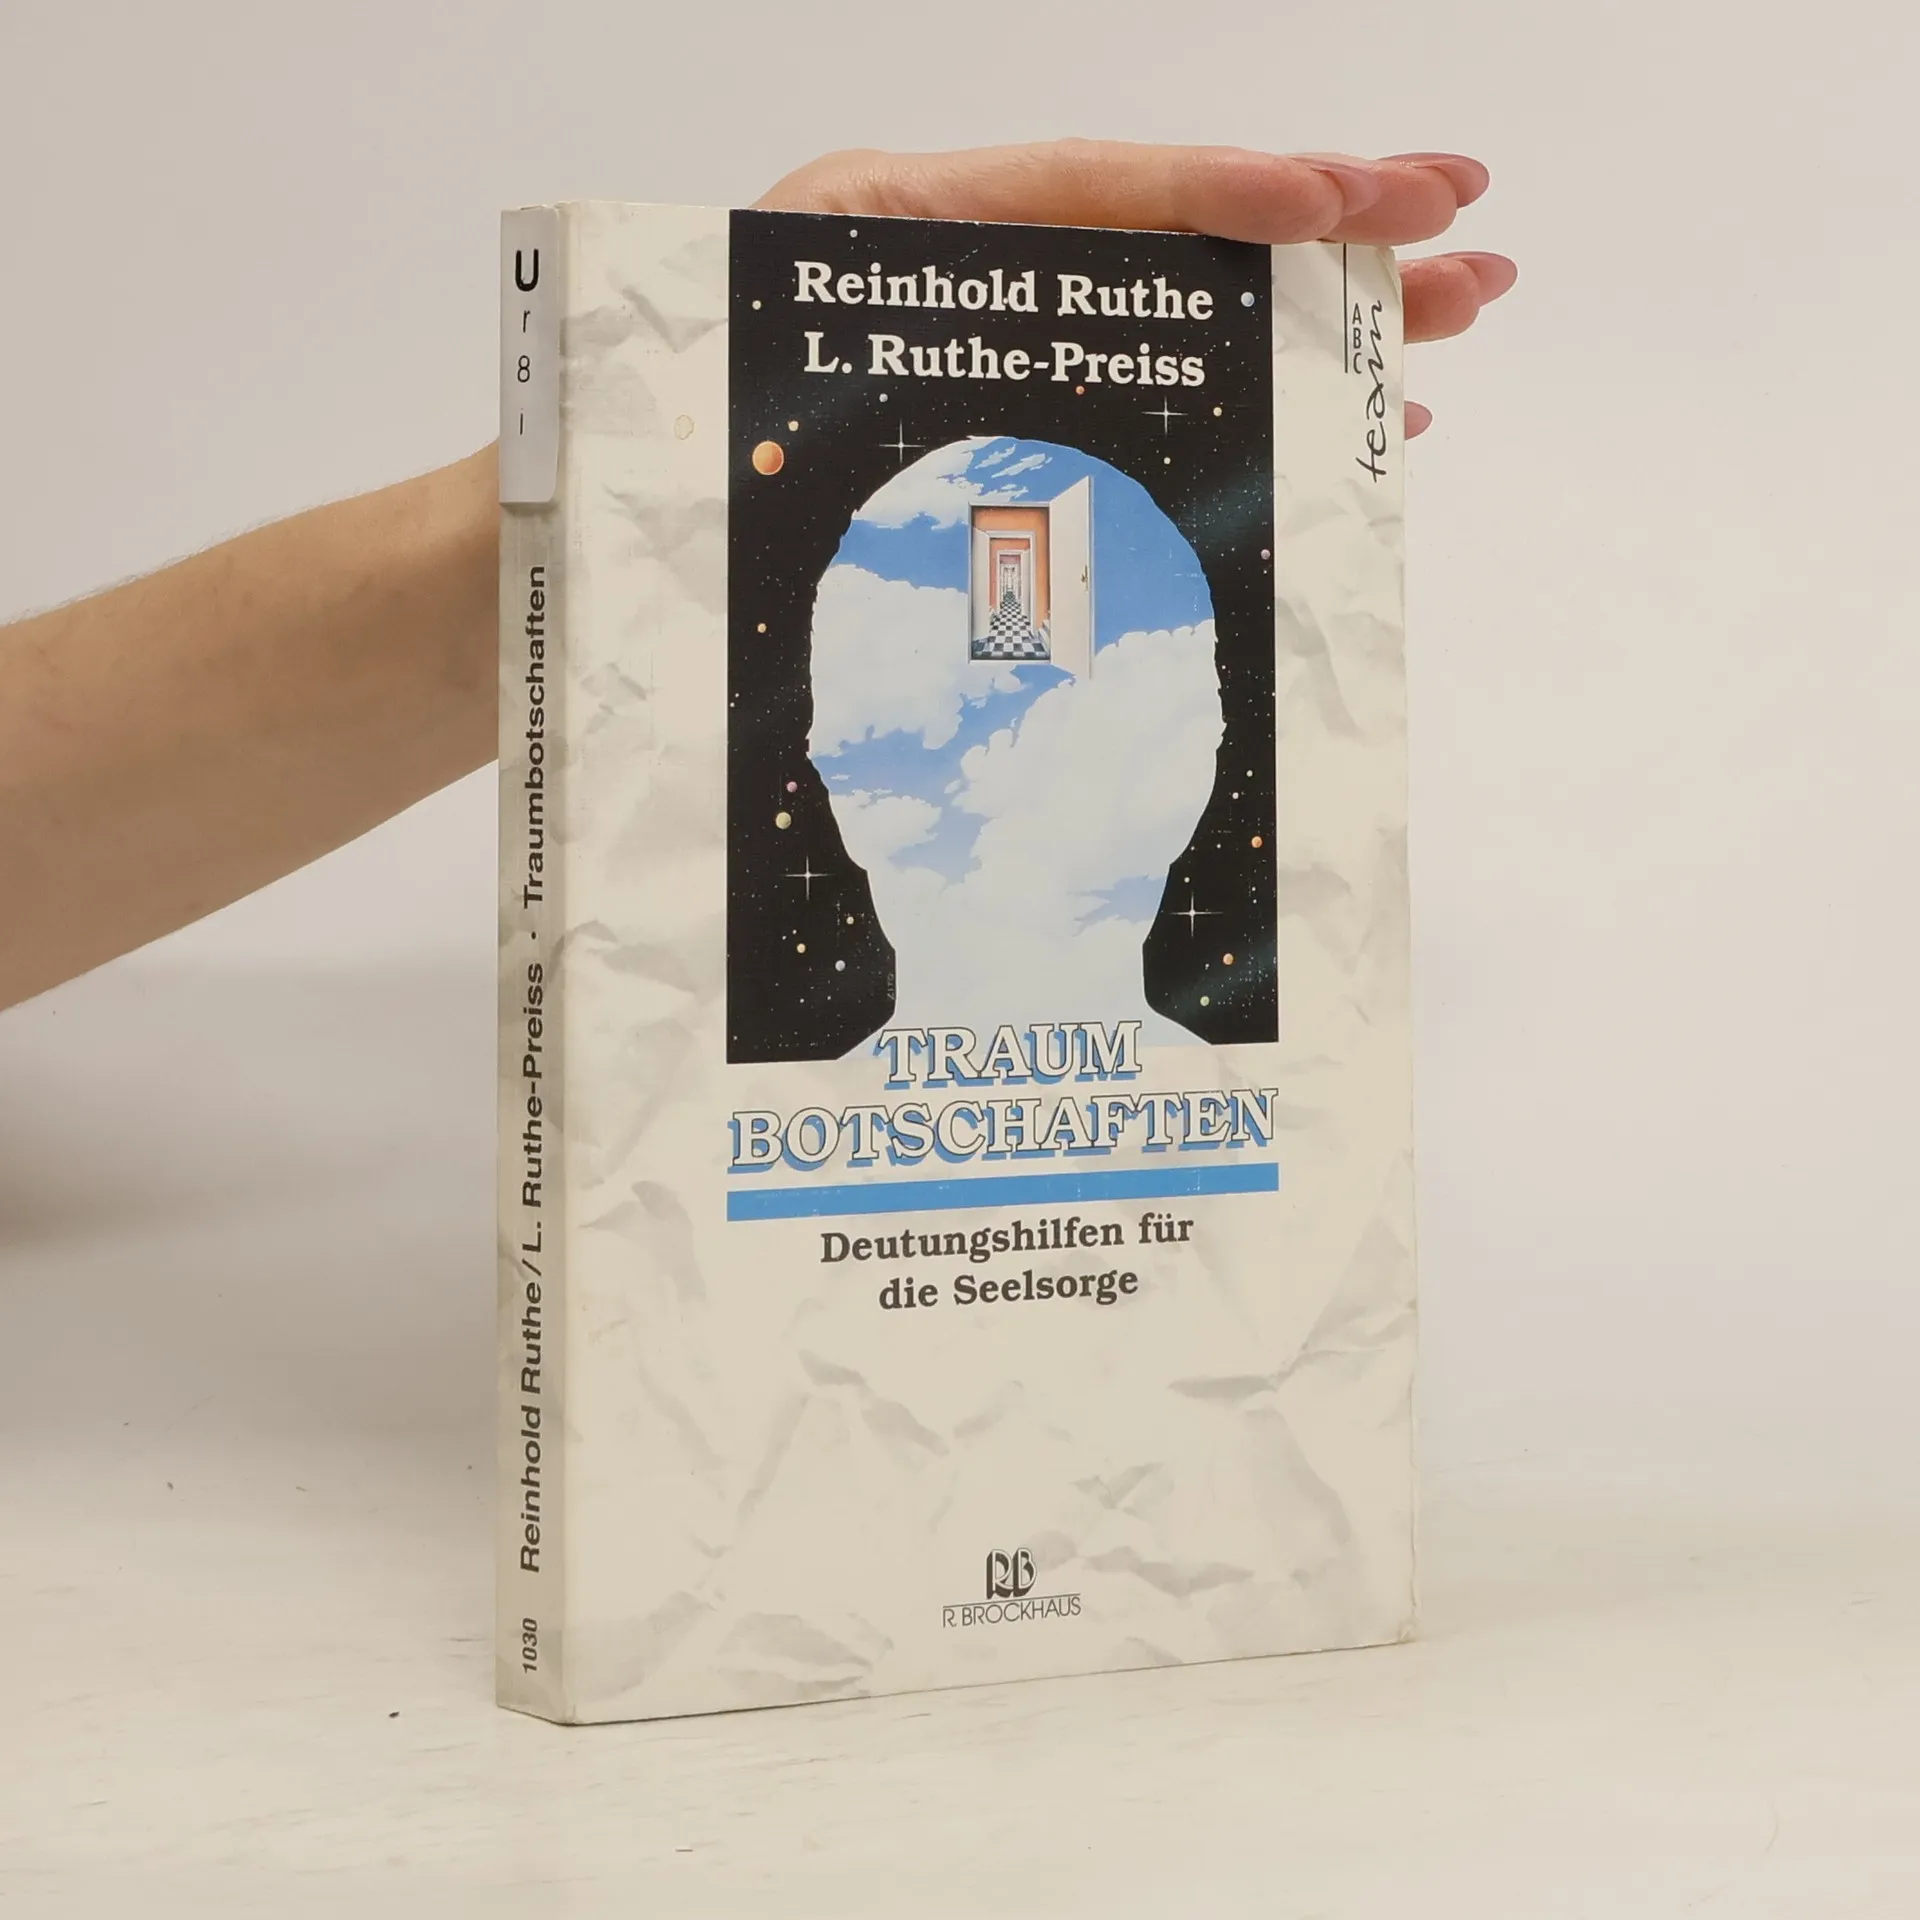 U
r
8
i
Reinhold Ruthe/L. Ruthe-Preiss · Traumbotschaften
1030
Reinhold Ruthe
L. Ruthe-Preiss
ABC
team
TRAUM
BOTSCHAFTEN
Deutungshilfen für
die Seelsorge
RB
R. BROCKHAUS